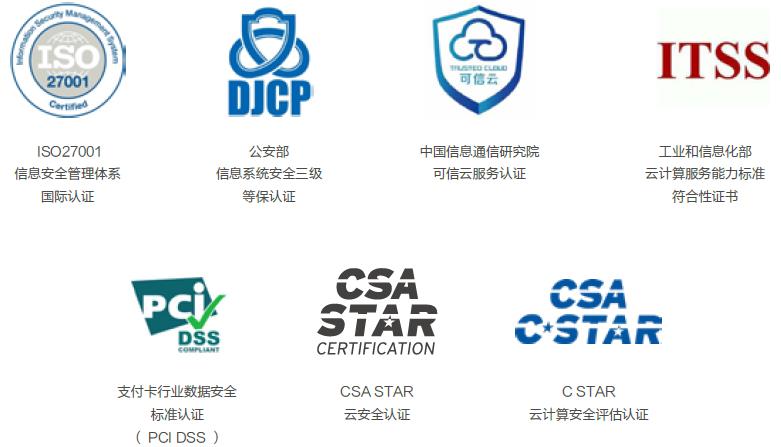 Information Security Management System
ISO
27001
Certified
DJCP
TRUSTED CLOUD
可信云
ITSS
ISO27001
信息安全管理体系
国际认证
公安部
信息系统安全三级
等保认证
中国信息通信研究院
可信云服务认证
工业和信息化部
云计算服务能力标准
符合性证书
PCi
DSS
COMPLIANT
CSA
STAR
CERTIFICATION
CSA
C★STAR
支付卡行业数据安全
标准认证
( PCI DSS )
CSA STAR
云安全认证
C STAR
云计算安全评估认证